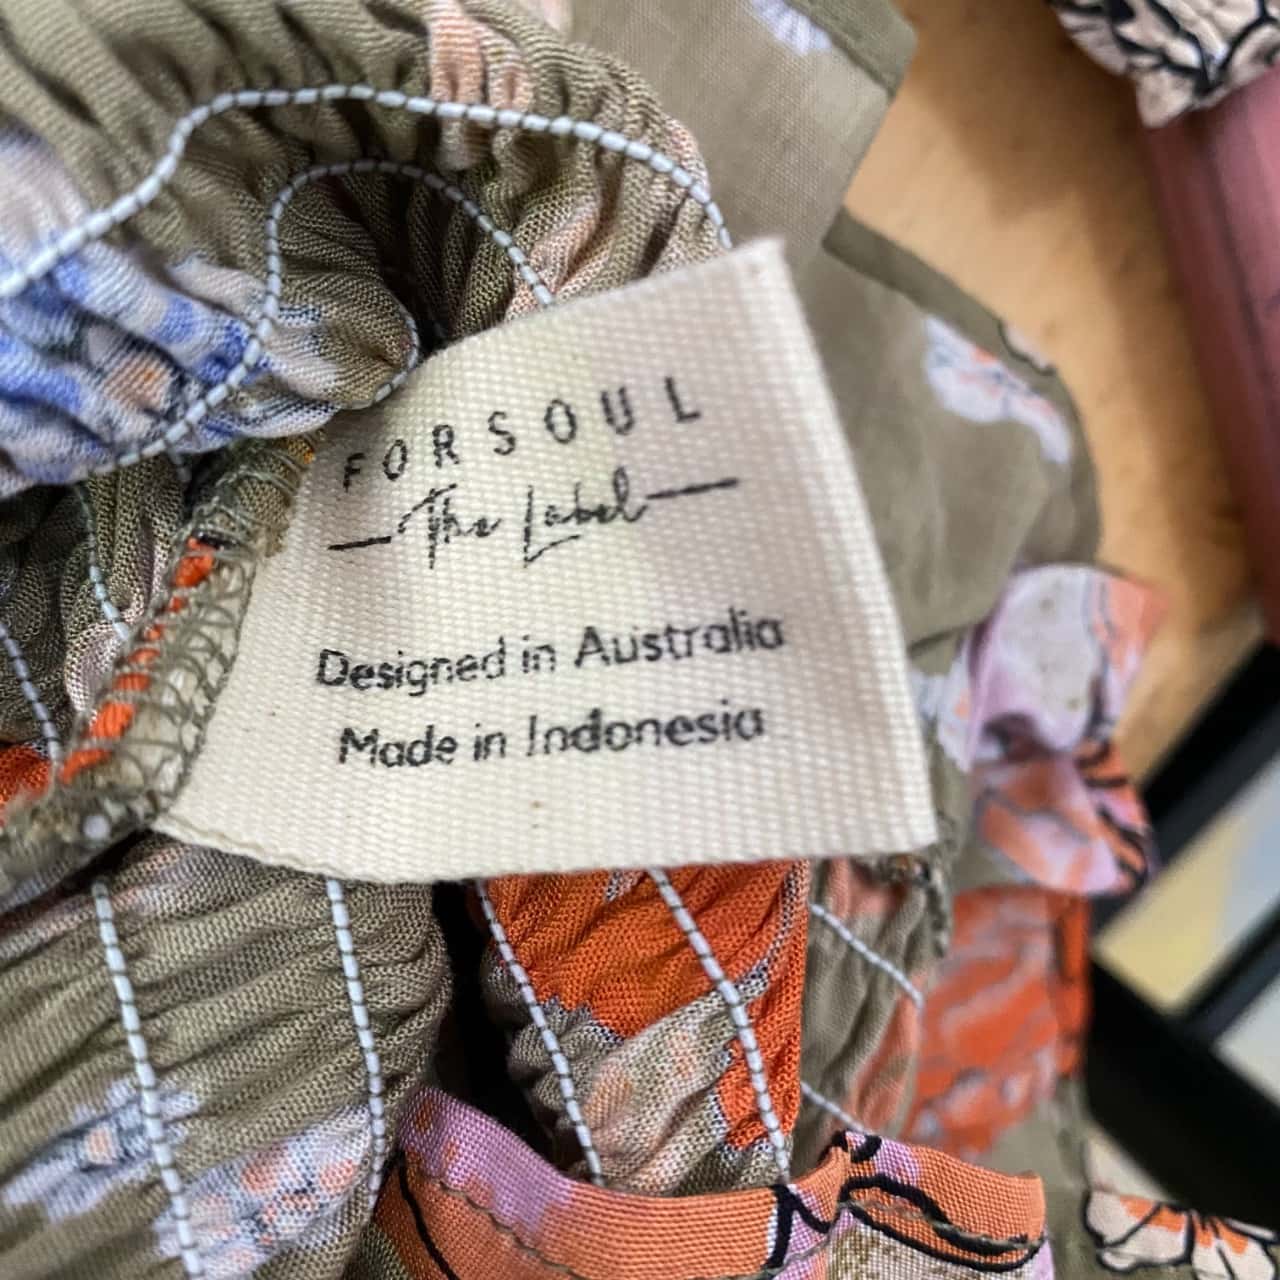 FORSOUL
The Label
Designed in Australia
Made in Indonesia